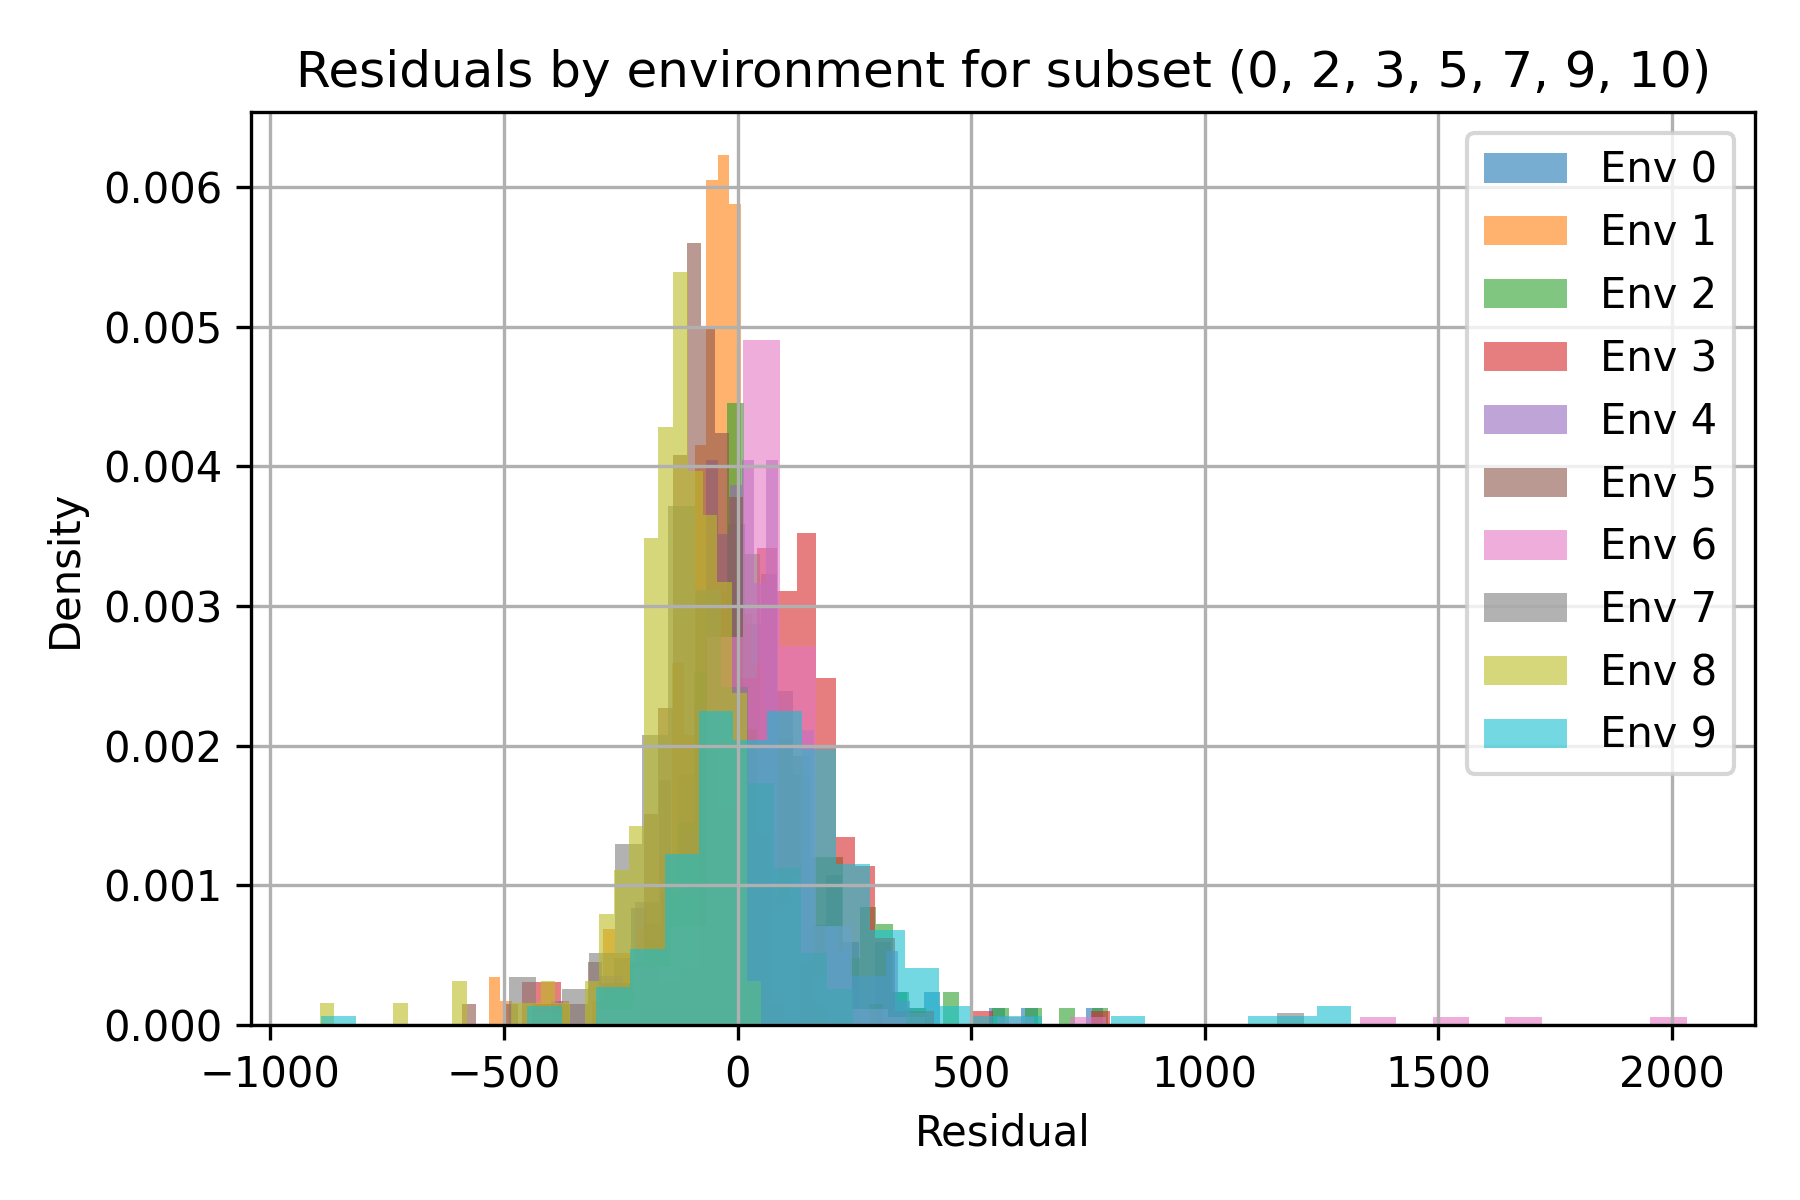 Residuals by environment for subset (0, 2, 3, 5, 7, 9, 10)
Env 0
Env 1
Env 2
Env 3
Env 4
Env 5
Env 6
Env 7
Env 8
Env 9
Density
0.006
0.005
0.004
0.003
0.002
0.001
0.000
−1000 −500 0 500 1000 1500 2000
Residual